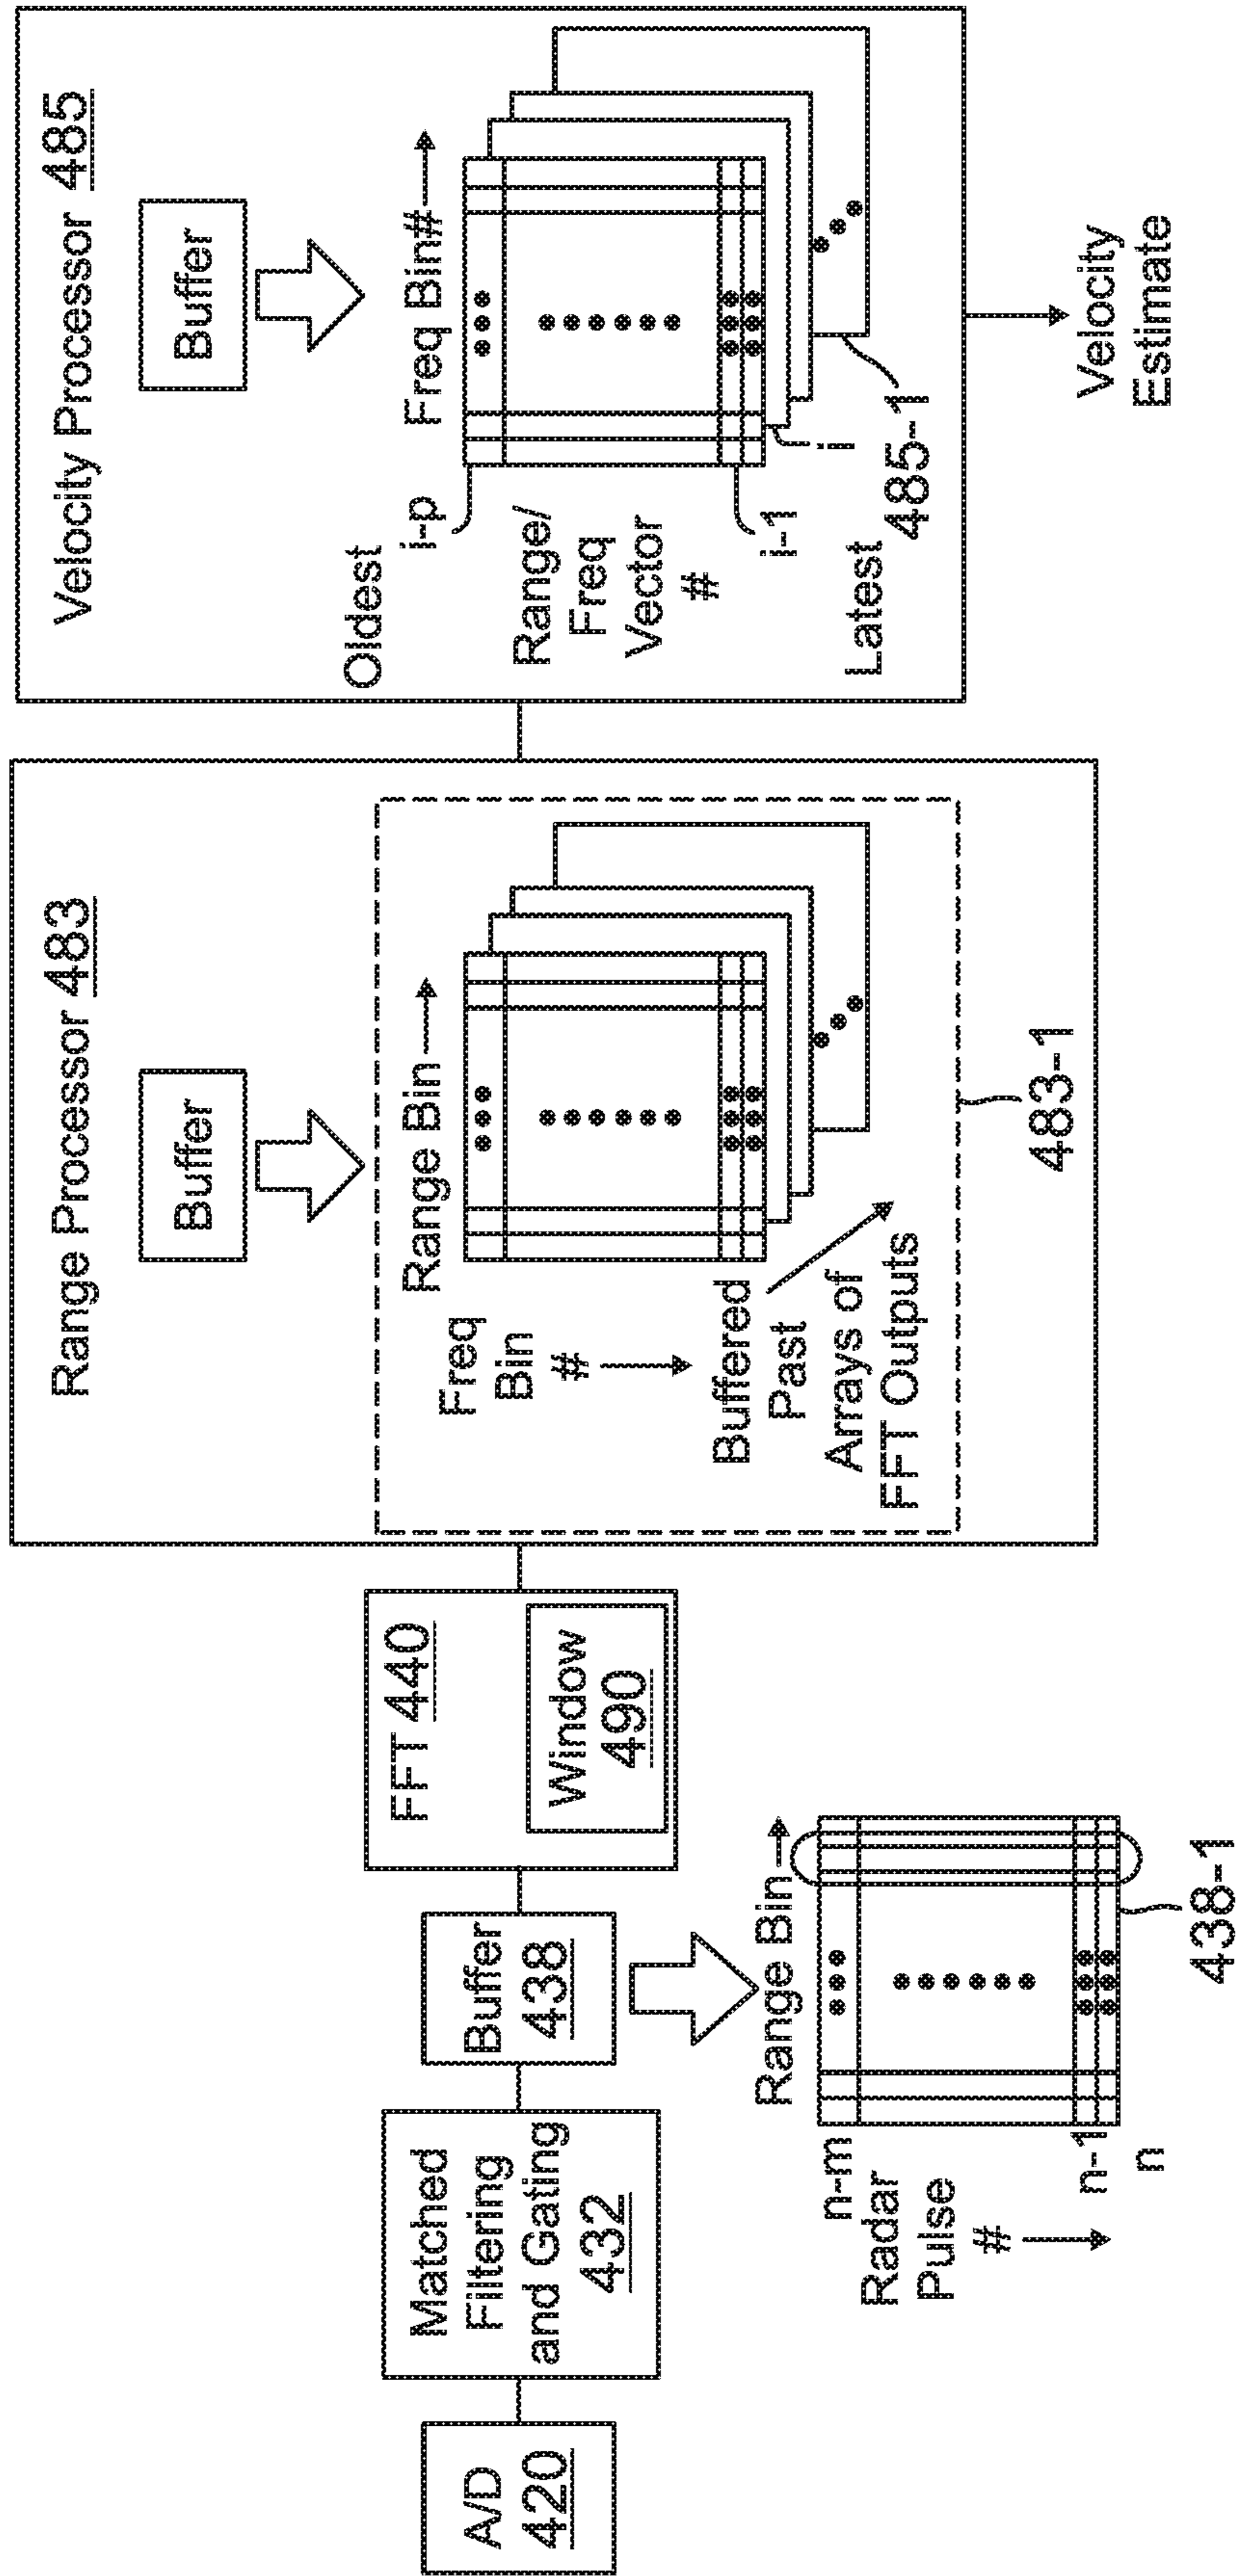 A/D
420
Matched
Filtering
and Gating
432
Buffer
438
Range Bin
n-m
Radar
Pulse
#
n-1
n
438-1
FFT 440
Window
490
Range Processor 483
Buffer
Range Bin
Freq
Bin
#
Buffered
Past
Arrays of
FFT Outputs
483-1
Velocity Processor 485
Buffer
Freq Bin#
Oldest
i-p
Range/
Freq
Vector
#
i-1
Latest
i
485-1
Velocity
Estimate